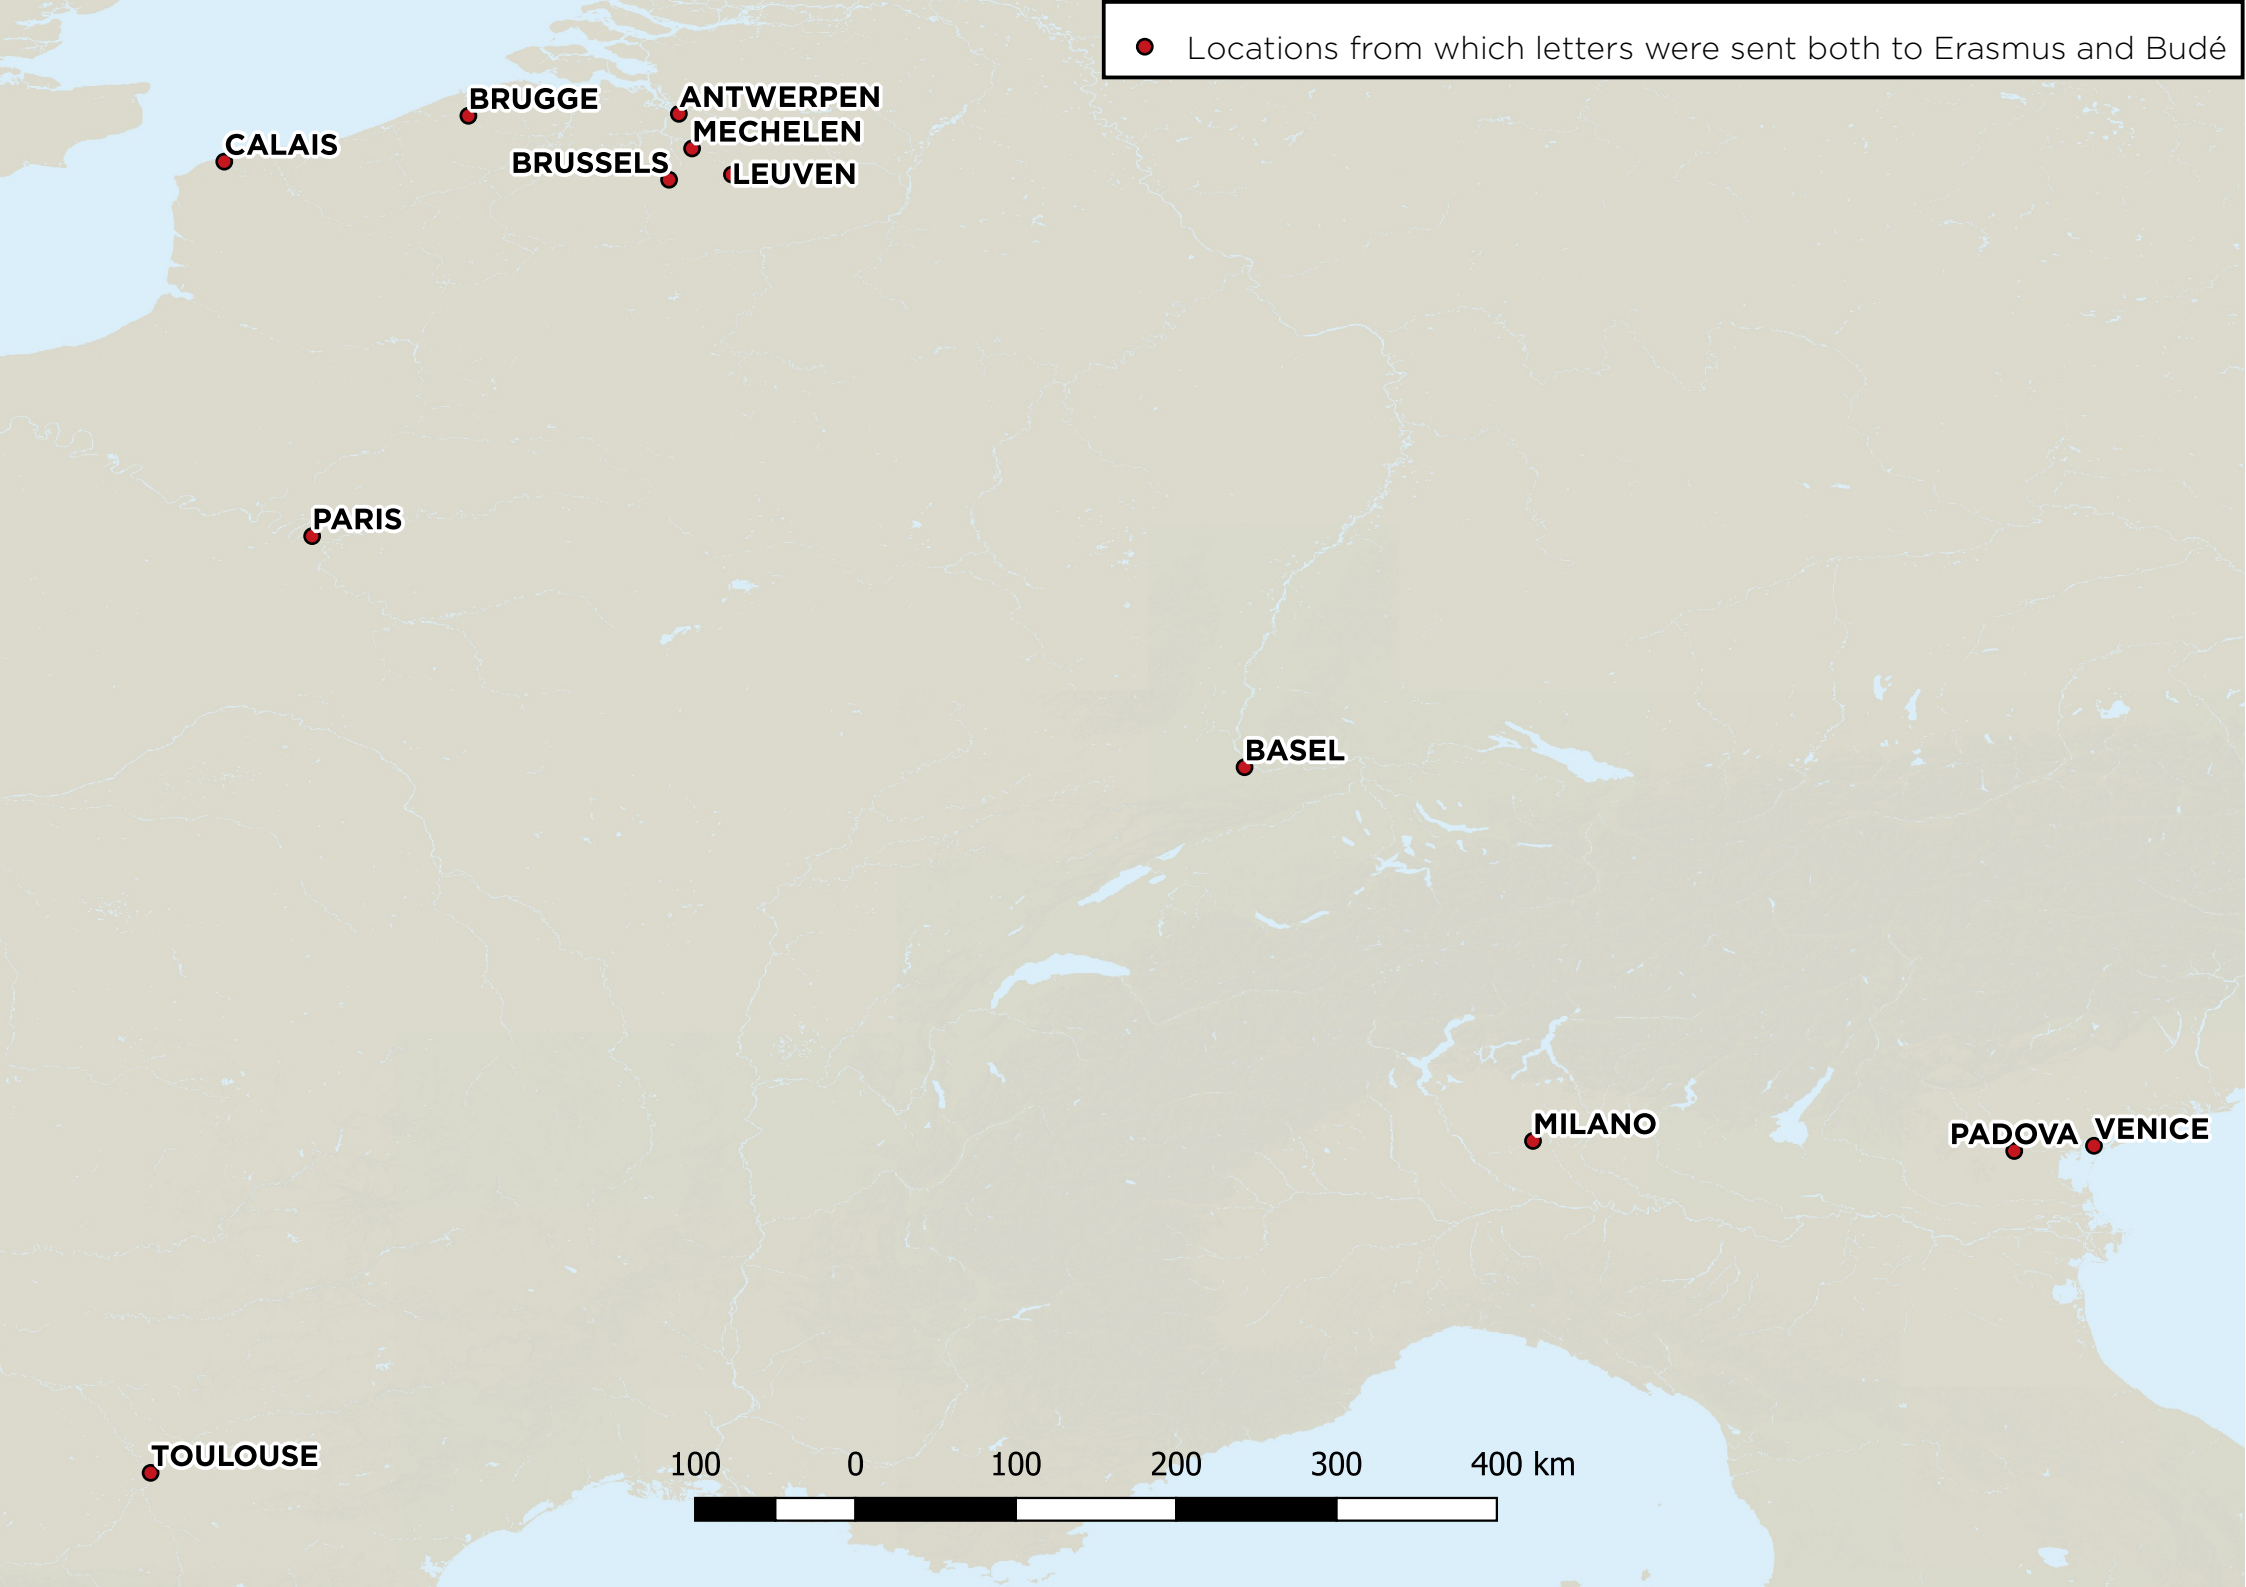 Locations from which letters were sent both to Erasmus and Budé
BRUGGE
ANTWERPEN
MECHELEN
CALAIS
BRUSSELS
LEUVEN
PARIS
BASEL
MILANO
PADOVA
VENICE
TOULOUSE
100 0 100 200 300 400 km